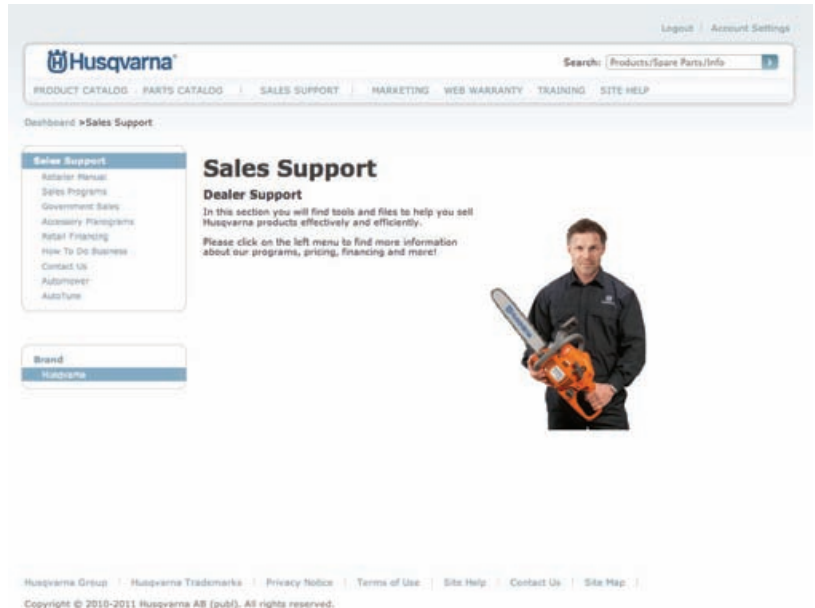 Logout | Account Settings
Husqvarna®
Search: Products/Spare Parts/Info
PRODUCT CATALOG PARTS CATALOG | SALES SUPPORT | MARKETING WEB WARRANTY TRAINING SITE HELP
Dashboard >Sales Support
Sales Support
Retailer Manual
Sales Programs
Government Sales
Accessory Planograms
Retail Financing
How To Do Business
Contact Us
Automower
AutoTune
Brand
Husqvarna
Sales Support
Dealer Support
In this section you will find tools and files to help you sell
Husqvarna products effectively and efficiently.
Please click on the left menu to find more information
about our programs, pricing, financing and more!
Husqvarna
Husqvarna Group | Husqvarna Trademarks | Privacy Notice | Terms of Use | Site Help | Contact Us | Site Map |
Copyright © 2010-2011 Husqvarna AB (publ). All rights reserved.